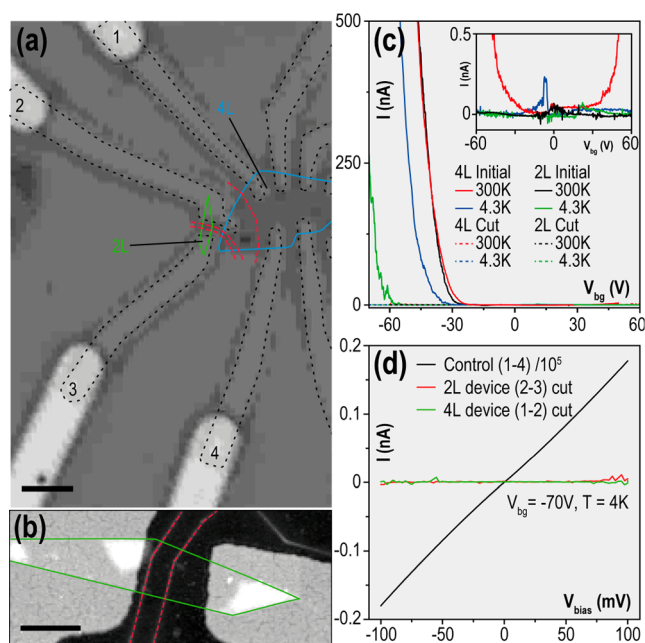 (a)
1
2
4L
2L
3
4
(b)
(c)
I (nA)
500
250
0
-60 -30 0 30 60
V_bg (V)
I (nA)
0.5
0
-60 -30 0 30 60
V_bg (V)
4L Initial 2L Initial
300K 300K
4.3K 4.3K
4L Cut 2L Cut
300K 300K
4.3K 4.3K
(d)
I (nA)
0.2
0.1
0.0
-0.1
-0.2
Control (1-4) /10⁵
2L device (2-3) cut
4L device (1-2) cut
V_bg= -70V, T = 4K
V_bias (mV)
-100 -50 0 50 100